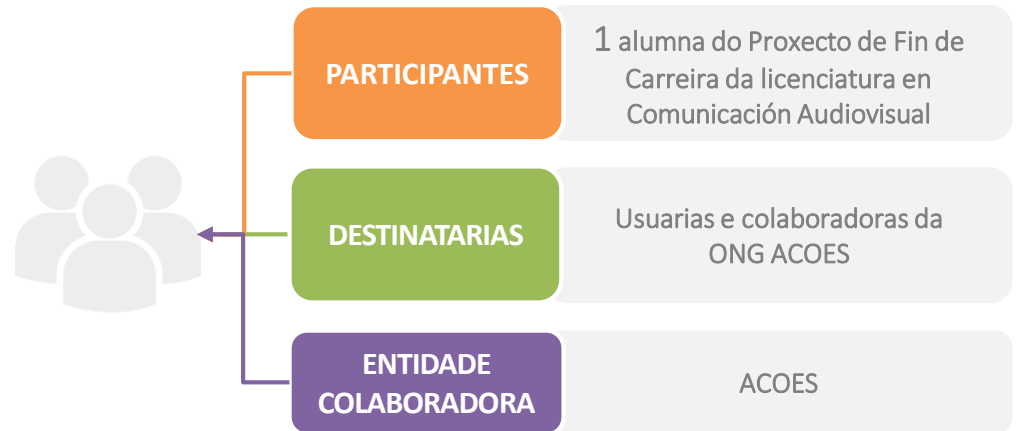 PARTICIPANTES
1 alumna do Proxecto de Fin de
Carreira da licenciatura en
Comunicación Audiovisual
DESTINATARIAS
Usuarias e colaboradoras da
ONG ACOES
ENTIDADE
COLABORADORA
ACOES